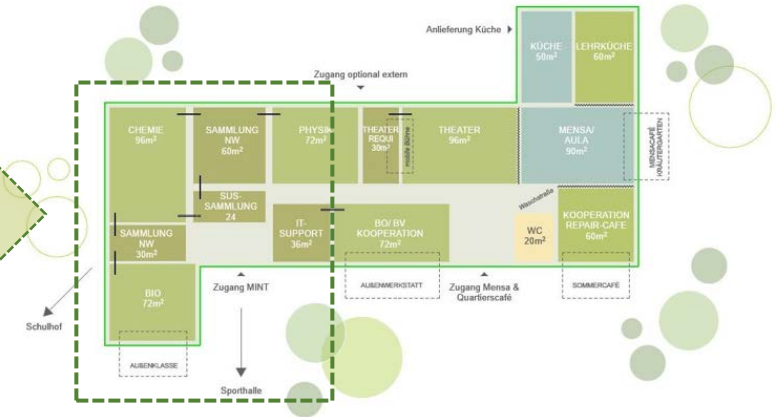 Anlieferung Küche
KÜCHE
50m²
LEHRKÜCHE
60m²
Zugang optional extern
CHEMIE
96m²
SAMMLUNG
NW
60m²
PHYSIK
72m²
THEATER
REQUI
30m²
mobile Bühne
THEATER
96m²
MENSA/
AULA
90m²
MENSACAFÉ
KRÄUTERGARTEN
SUS-
SAMMLUNG
24
Waschstraße
SAMMLUNG
NW
30m²
IT-
SUPPORT
36m²
BO/ BV
KOOPERATION
72m²
WC
20m²
KOOPERATION
REPAIR-CAFE
60m²
BIO
72m²
Zugang MINT
AUßENWERKSTATT
Zugang Mensa &
Quartierscafé
SOMMERCAFÉ
Schulhof
AUßENKLASSE
Sporthalle